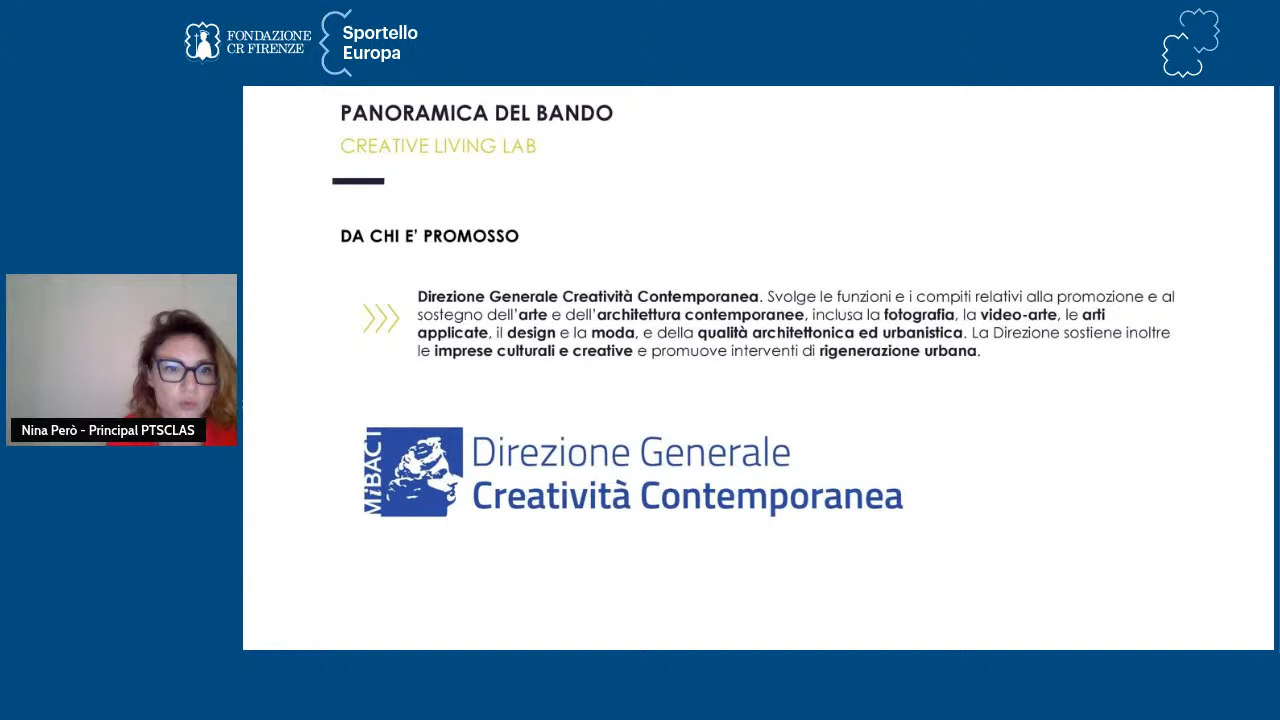 FONDAZIONE
CR FIRENZE
Sportello
Europa
PANORAMICA DEL BANDO
CREATIVE LIVING LAB
DA CHI E’ PROMOSSO
Direzione Generale Creatività Contemporanea. Svolge le funzioni e i compiti relativi alla promozione e al
sostegno dell’arte e dell’architettura contemporanee, inclusa la fotografia, la video-arte, le arti
applicate, il design e la moda, e della qualità architettonica ed urbanistica. La Direzione sostiene inoltre
le imprese culturali e creative e promuove interventi di rigenerazione urbana.
Nina Però - Principal PTSCLAS
MiBACT
Direzione Generale
Creatività Contemporanea